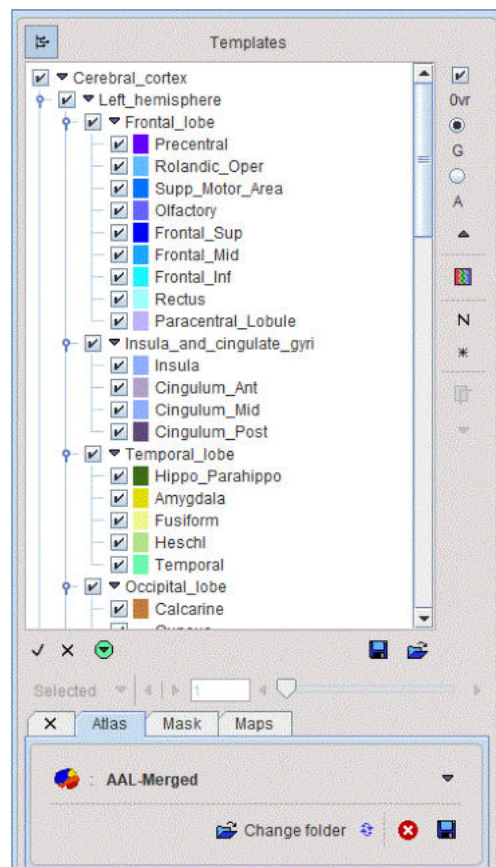 Templates
Cerebral_cortex
Left_hemisphere
Frontal_lobe
Precentral
Rolandic_Oper
Supp_Motor_Area
Olfactory
Frontal_Sup
Frontal_Mid
Frontal_Inf
Rectus
Paracentral_Lobule
Insula_and_cingulate_gyri
Insula
Cingulum_Ant
Cingulum_Mid
Cingulum_Post
Temporal_lobe
Hippo_Parahippo
Amygdala
Fusiform
Heschl
Temporal
Occipital_lobe
Calcarine
Ovr
G
A
N
Selected
1
Atlas Mask Maps
: AAL-Merged
Change folder